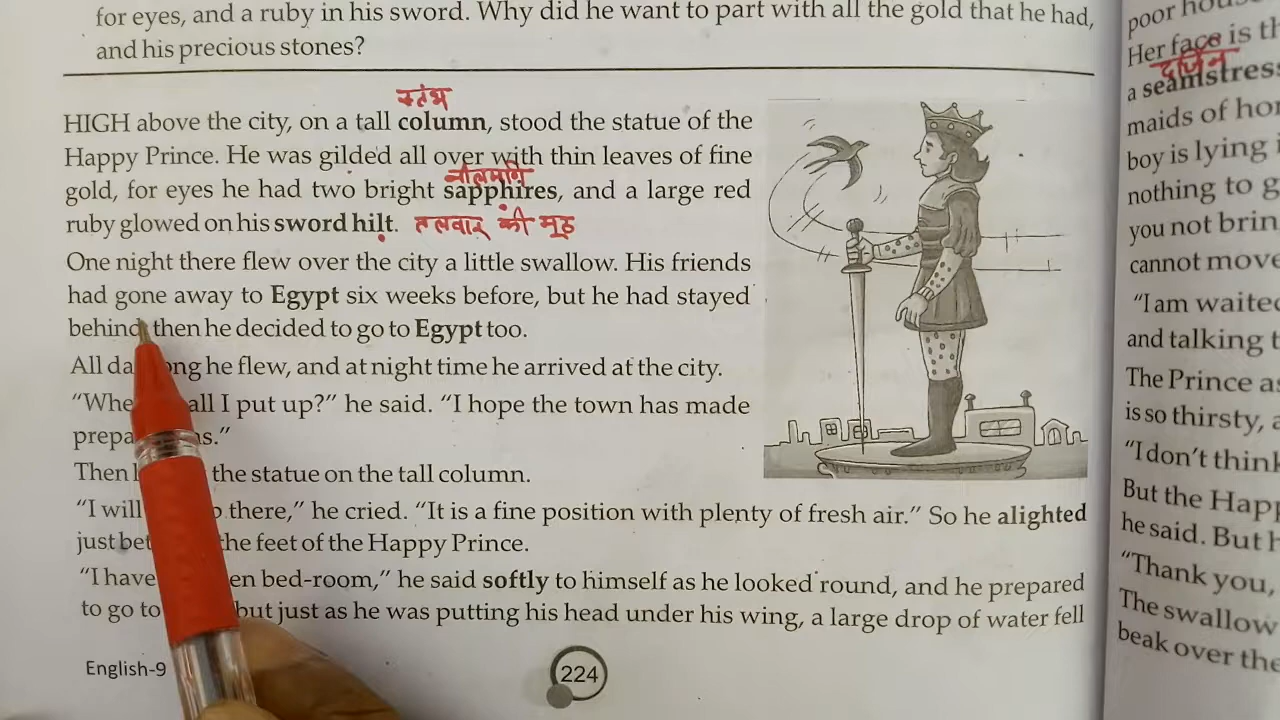 for eyes, and a ruby in his sword. Why did he want to part with all the gold that he had,
and his precious stones?
स्तंभ
HIGH above the city, on a tall column, stood the statue of the
Happy Prince. He was gilded all over with thin leaves of fine
नीलमणि
gold, for eyes he had two bright sapphires, and a large red
ruby glowed on his sword hilt. तलवार की मूठ
One night there flew over the city a little swallow. His friends
had gone away to Egypt six weeks before, but he had stayed
behind, then he decided to go to Egypt too.
All da ong he flew, and at night time he arrived at the city.
"Whe all I put up?" he said. "I hope the town has made
prepa s."
Then the statue on the tall column.
"I will there," he cried. "It is a fine position with plenty of fresh air." So he alighted
just bet the feet of the Happy Prince.
"I have en bed-room," he said softly to himself as he looked round, and he prepared
to go to but just as he was putting his head under his wing, a large drop of water fell
English-9
224
poor hous
Her face is th
दर्जिन
a seamstress
maids of hor
boy is lying i
nothing to g
you not brin
cannot move
"I am waited
and talking t
The Prince as
is so thirsty, a
"I don't think
But the Happ
he said. But h
"Thank you,
The swallow
beak over the